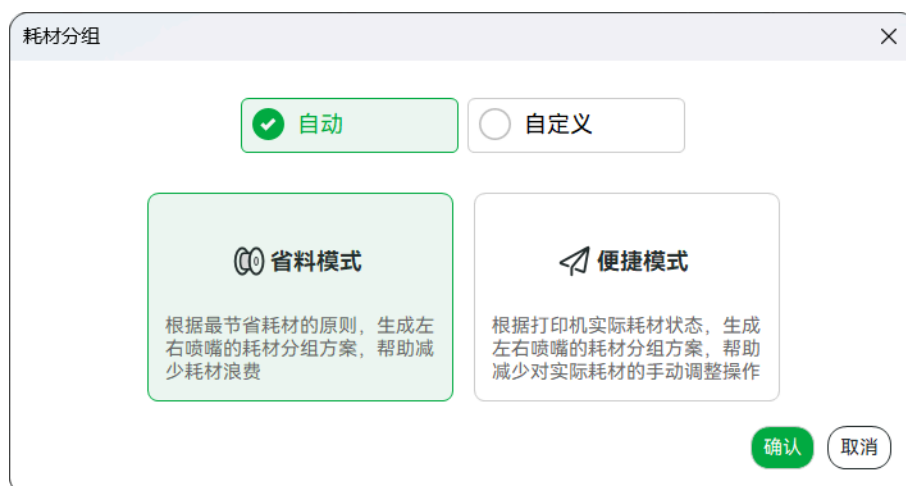 耗材分组
自动
自定义
省料模式
根据最节省耗材的原则，生成左
右喷嘴的耗材分组方案，帮助减
少耗材浪费
便捷模式
根据打印机实际耗材状态，生成
左右喷嘴的耗材分组方案，帮助
减少对实际耗材的手动调整操作
确认
取消